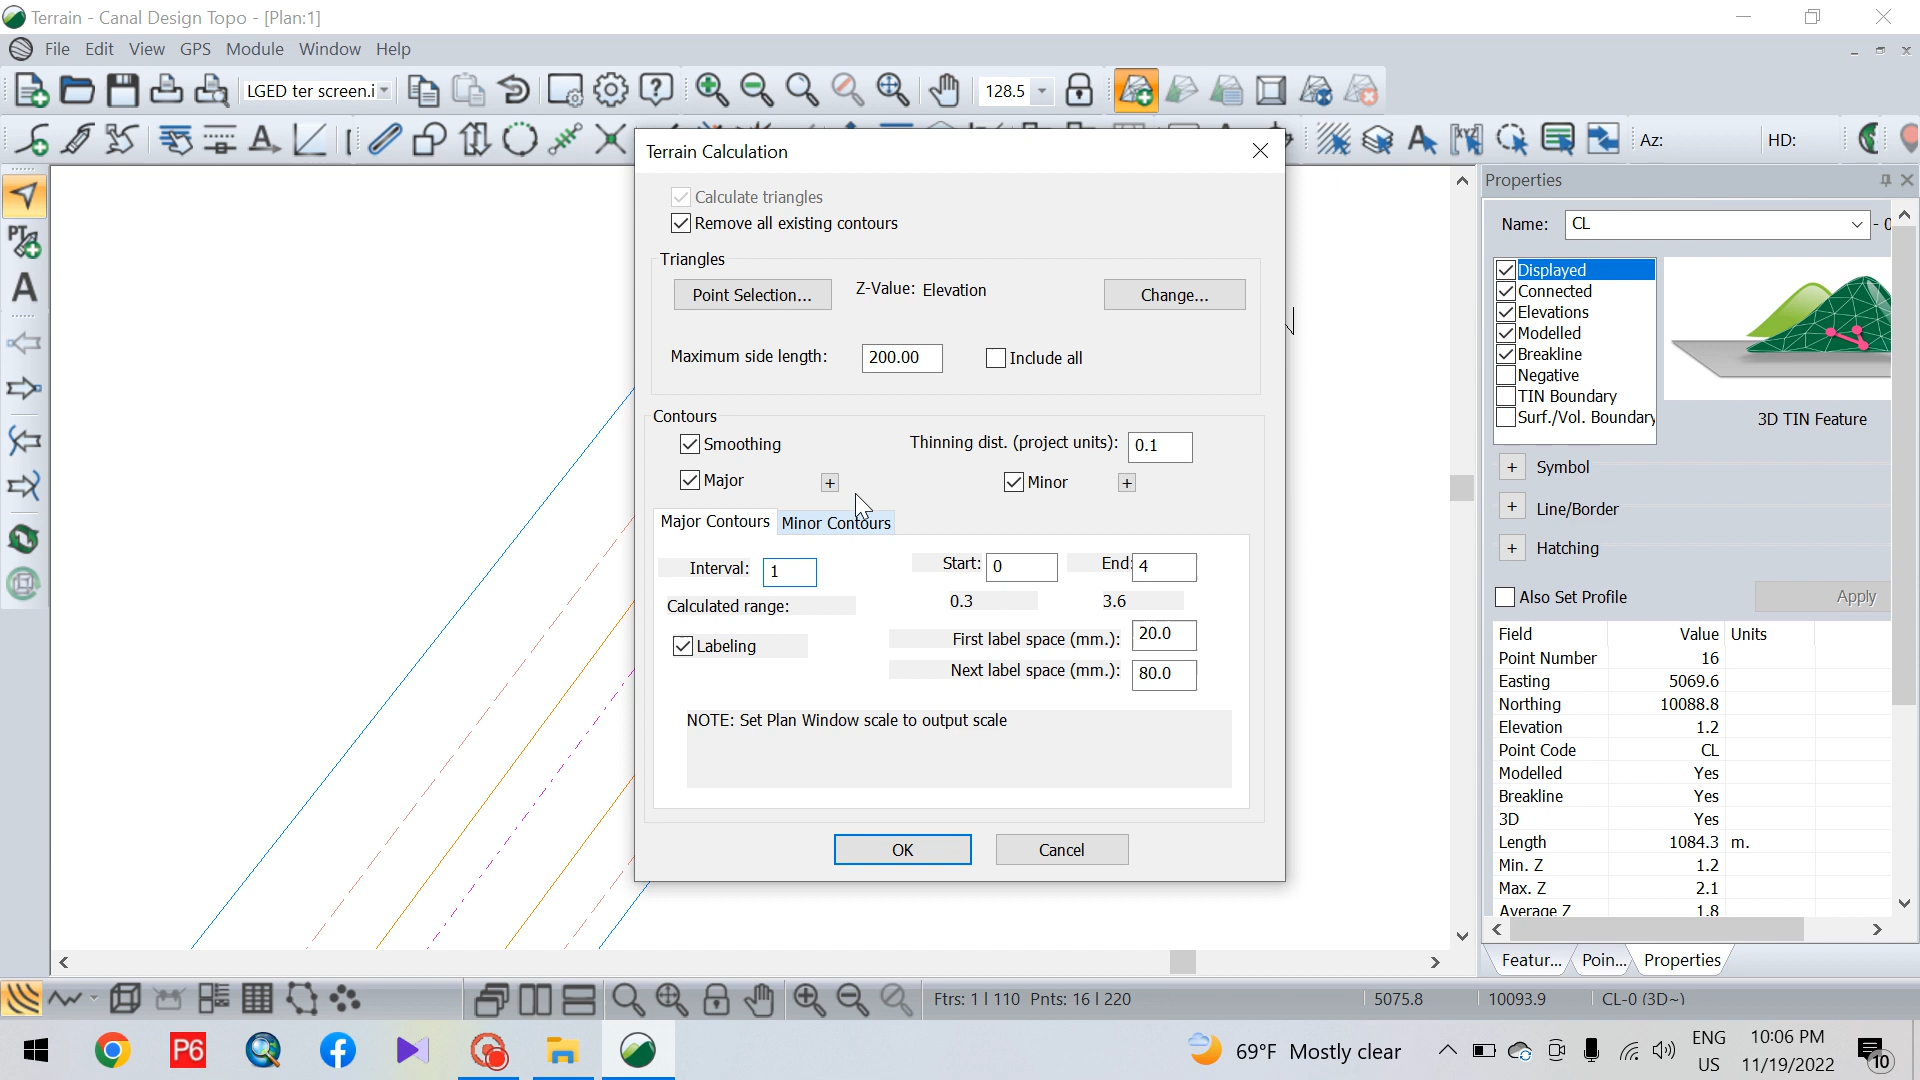 Terrain - Canal Design Topo - [Plan:1]
File Edit View GPS Module Window Help
LGED ter screen.i 128.5
Az: HD:
Terrain Calculation
Calculate triangles
Remove all existing contours
Triangles
Point Selection... Z-Value: Elevation Change...
Maximum side length: 200.00 Include all
Contours
Smoothing Thinning dist. (project units): 0.1
Major + Minor +
Major Contours Minor Contours
Interval: 1 Start: 0 End: 4
Calculated range: 0.3 3.6
Labeling First label space (mm.): 20.0
Next label space (mm.): 80.0
NOTE: Set Plan Window scale to output scale
OK Cancel
Properties
Name: CL - 0
Displayed
Connected
Elevations
Modelled
Breakline
Negative
TIN Boundary
Surf./Vol. Boundary
3D TIN Feature
+ Symbol
+ Line/Border
+ Hatching
Also Set Profile Apply
Field Value Units
Point Number 16
Easting 5069.6
Northing 10088.8
Elevation 1.2
Point Code CL
Modelled Yes
Breakline Yes
3D Yes
Length 1084.3 m.
Min. Z 1.2
Max. Z 2.1
Average Z 1.8
Featur... Poin... Properties
Ftrs: 1 | 110 Pnts: 16 | 220 5075.8 10093.9 CL-0 (3D~)
P6 69°F Mostly clear ENG US 10:06 PM 11/19/2022 10